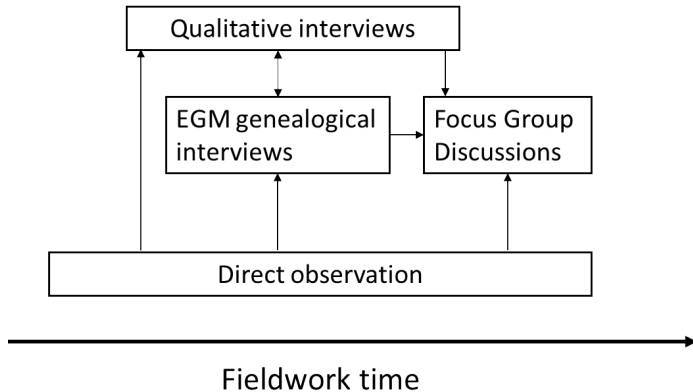 Qualitative interviews
EGM genealogical
interviews
Focus Group
Discussions
Direct observation
Fieldwork time